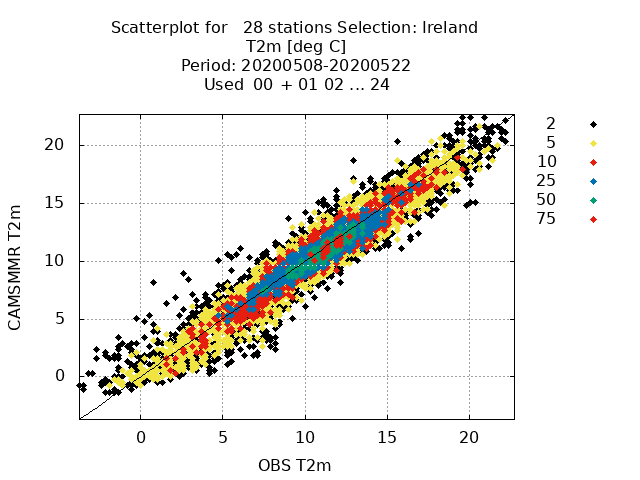 Scatterplot for 28 stations Selection: Ireland
T2m [deg C]
Period: 20200508-20200522
Used 00 + 01 02 ... 24
2
5
10
25
50
75
20
15
10
5
0
CAMSMMR T2m
0 5 10 15 20
OBS T2m